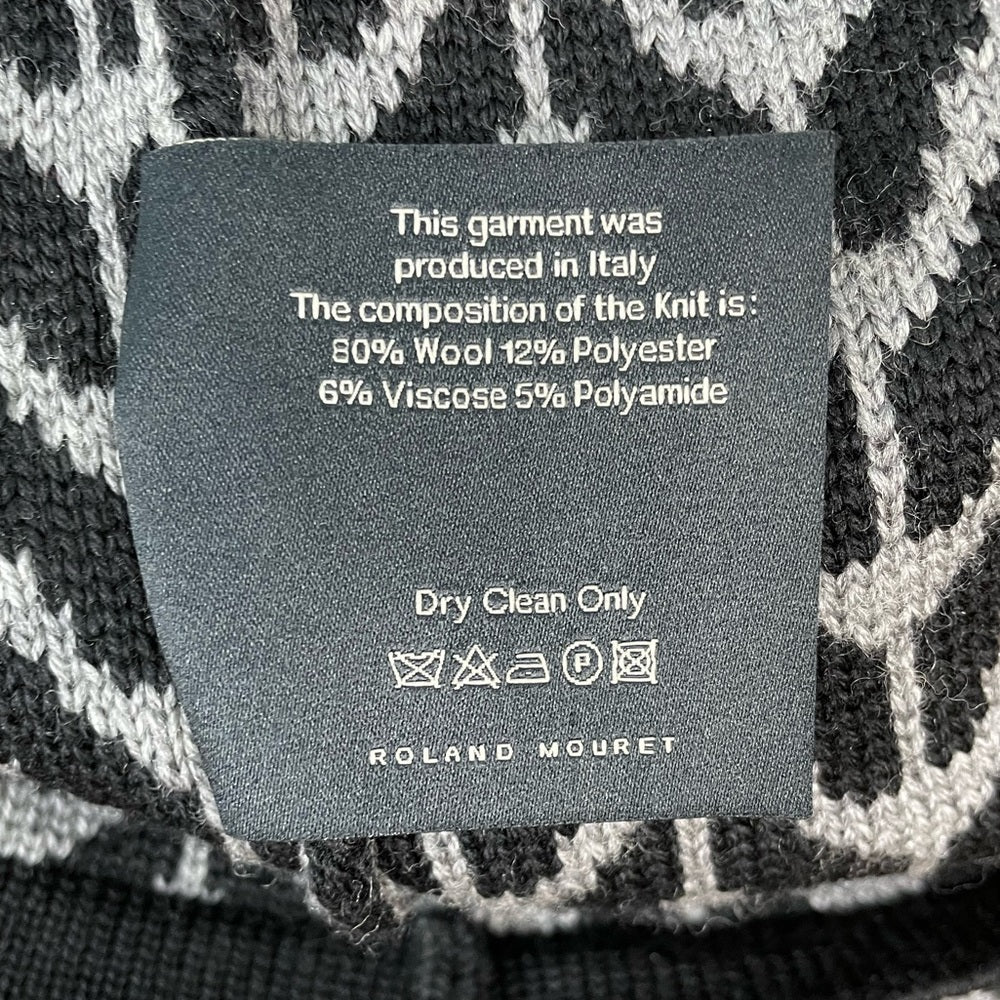 This garment was
produced in Italy
The composition of the Knit is:
80% Wool 12% Polyester
6% Viscose 5% Polyamide
Dry Clean Only
P
ROLAND MOURET